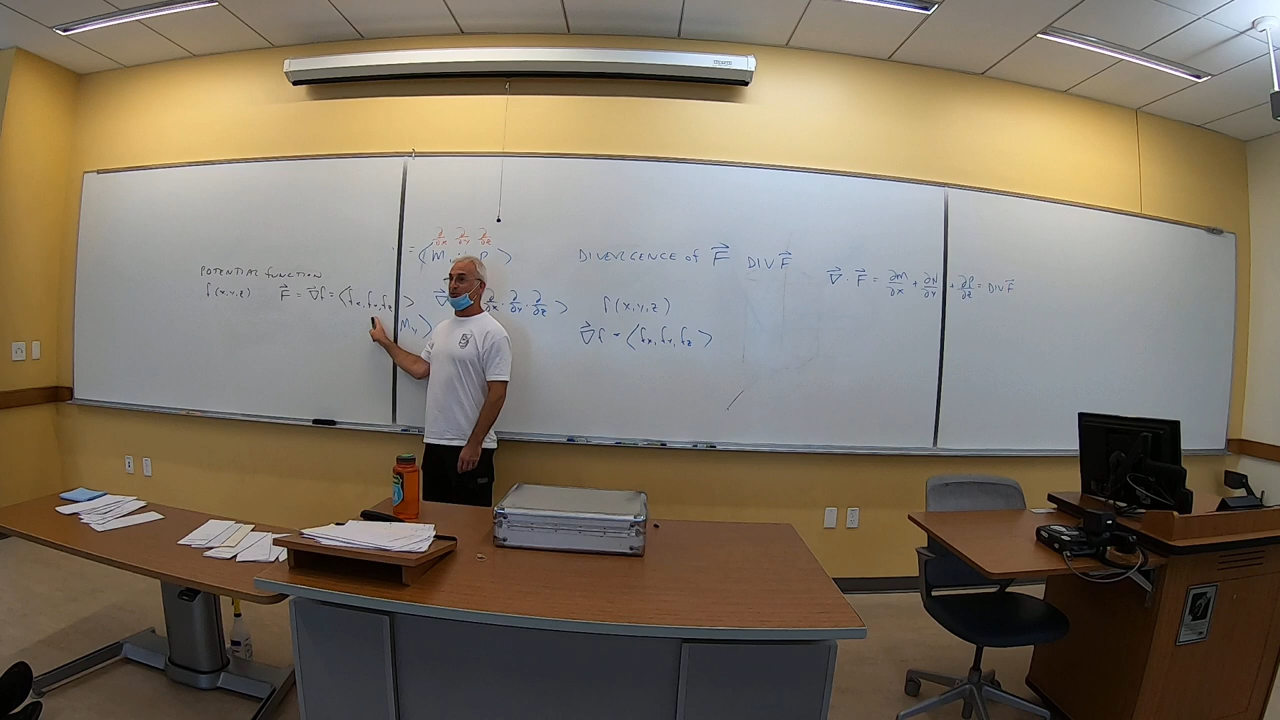 POTENTIAL FUNCTION
f(x,y,z) F⃗ = ∇⃗f = ⟨fx, fy, fz⟩
∂/∂x ∂/∂y ∂/∂z
= ⟨M, P⟩
∂/∂x, ∂/∂y, ∂/∂z ⟩
M,
DIVERGENCE of F⃗ DIV F⃗
f(x,y,z)
∇⃗f = ⟨fx, fy, fz⟩
∇⃗ · F⃗ = ∂M/∂x + ∂N/∂y + ∂P/∂z = DIV F⃗